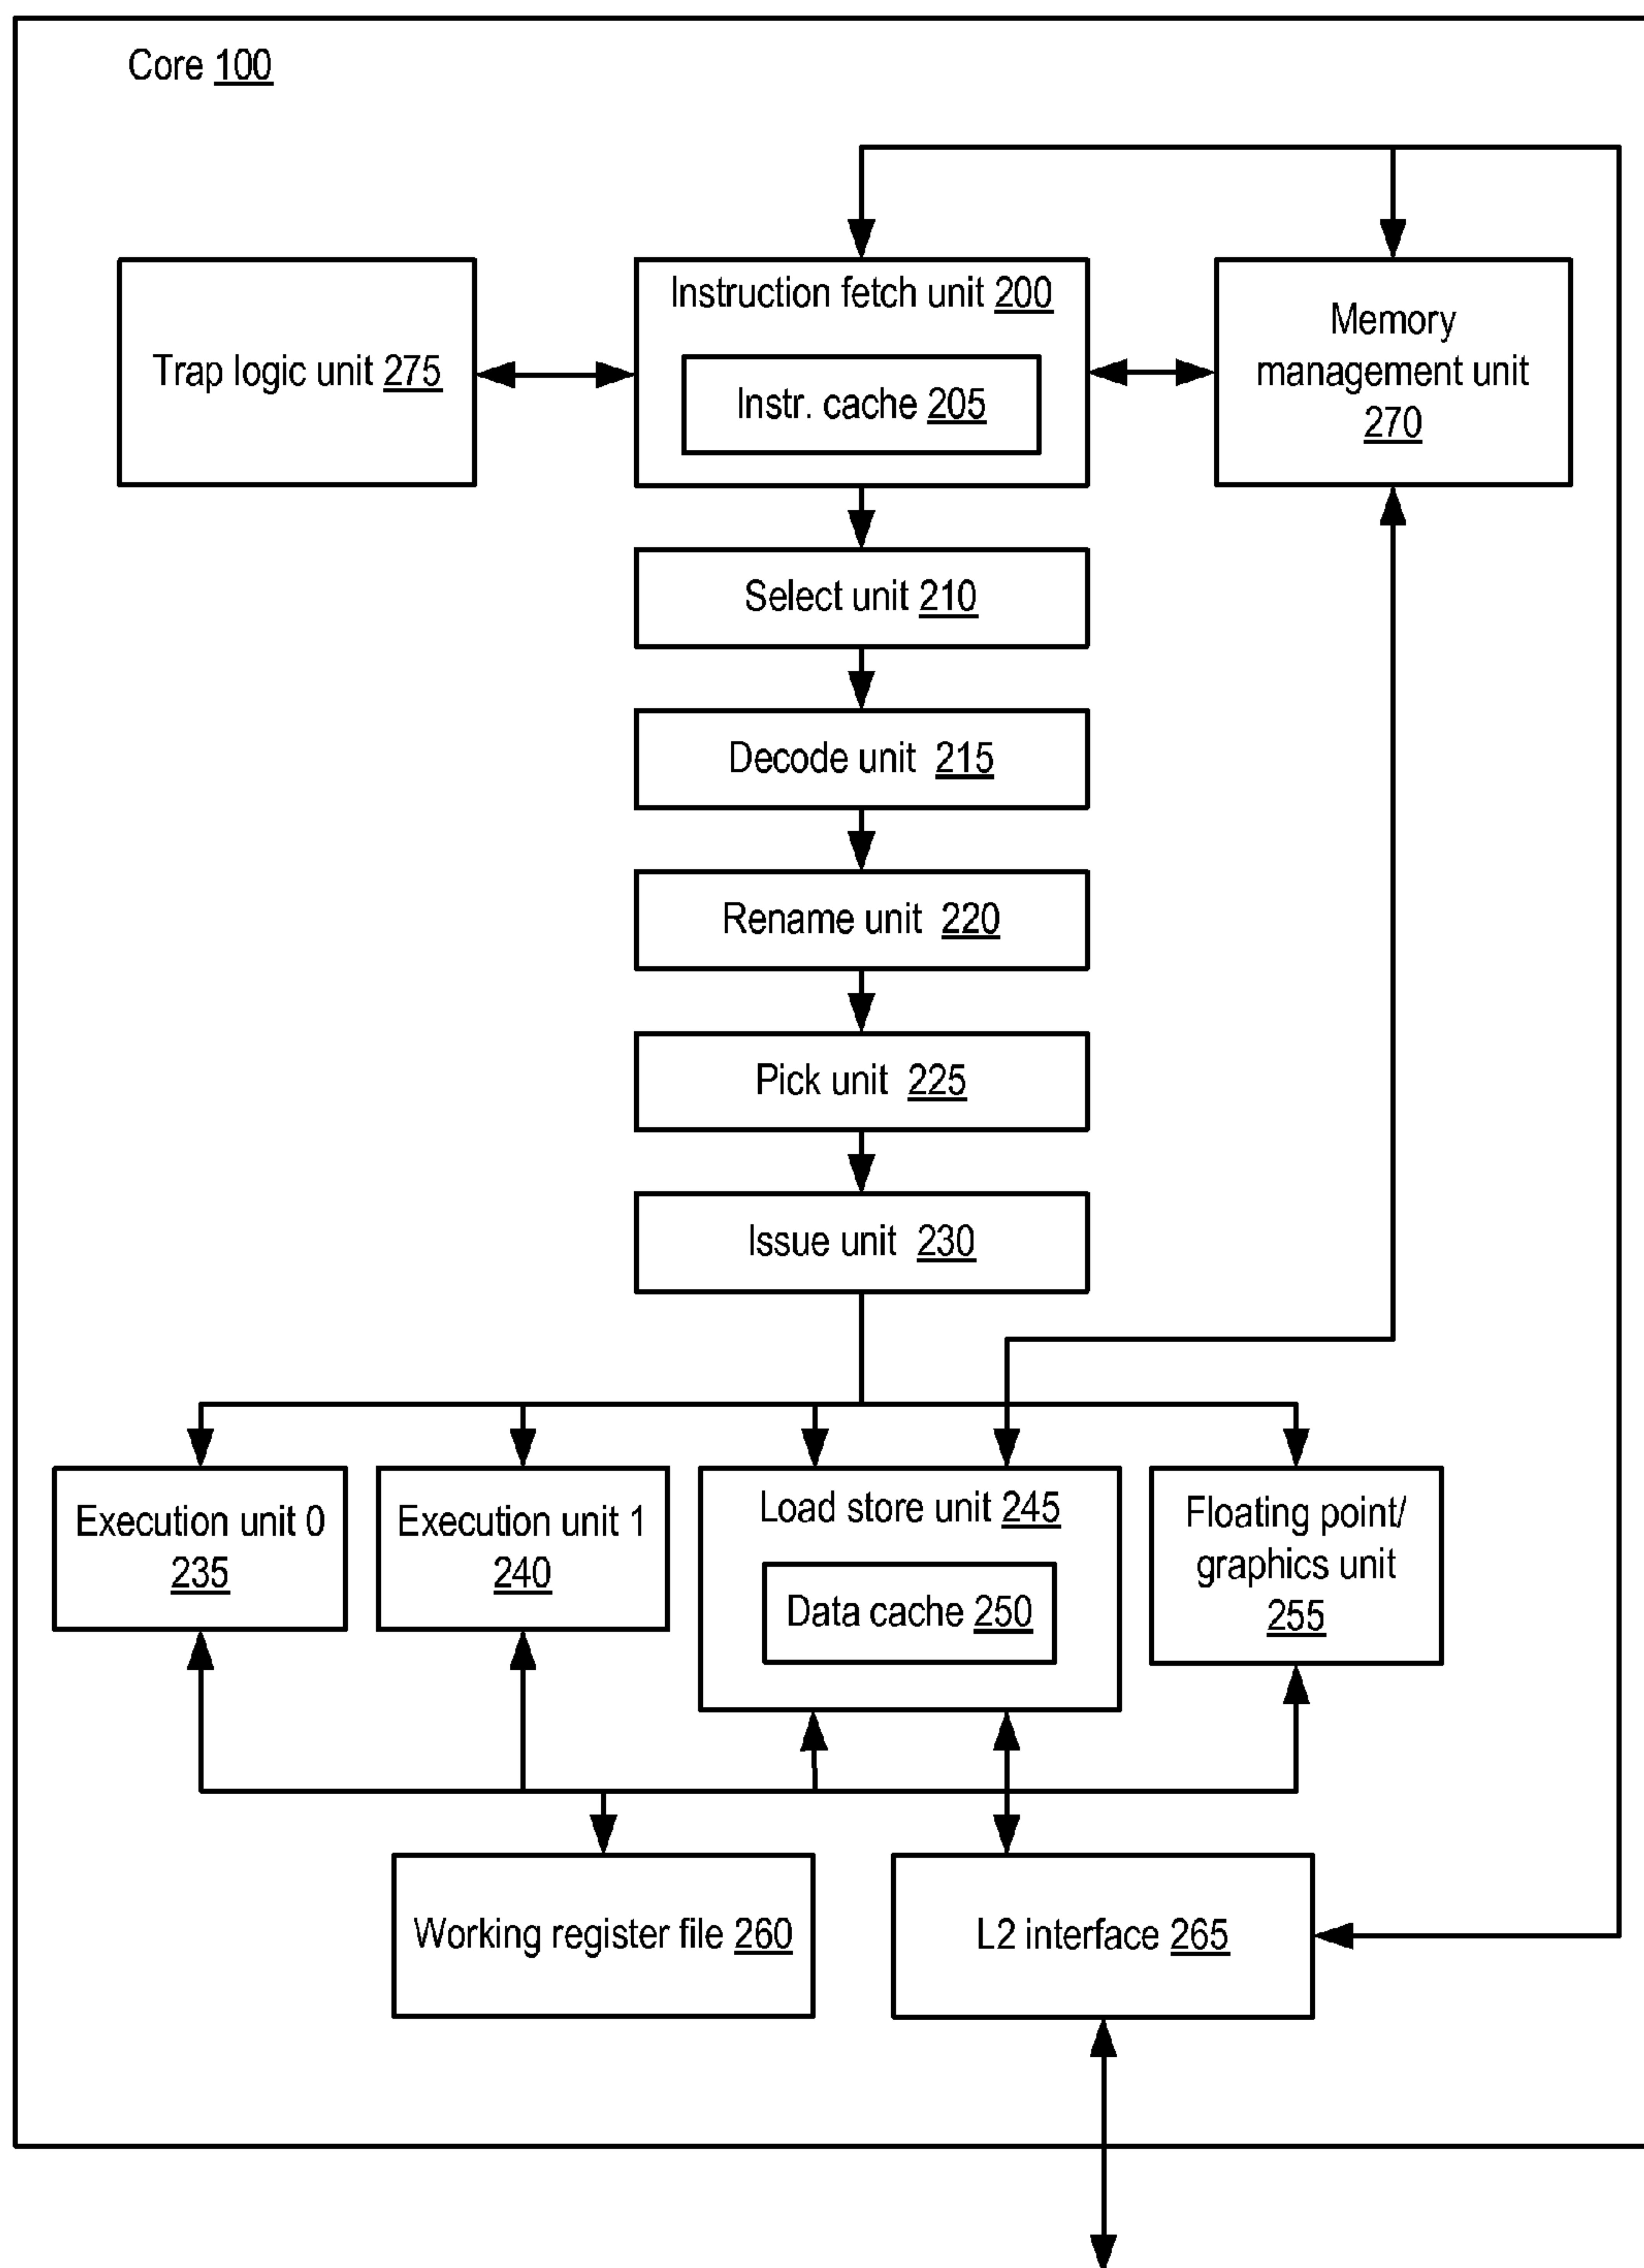 Core 100
Trap logic unit 275
Instruction fetch unit 200
Instr. cache 205
Memory
management unit
270
Select unit 210
Decode unit 215
Rename unit 220
Pick unit 225
Issue unit 230
Execution unit 0
235
Execution unit 1
240
Load store unit 245
Data cache 250
Floating point/
graphics unit
255
Working register file 260
L2 interface 265